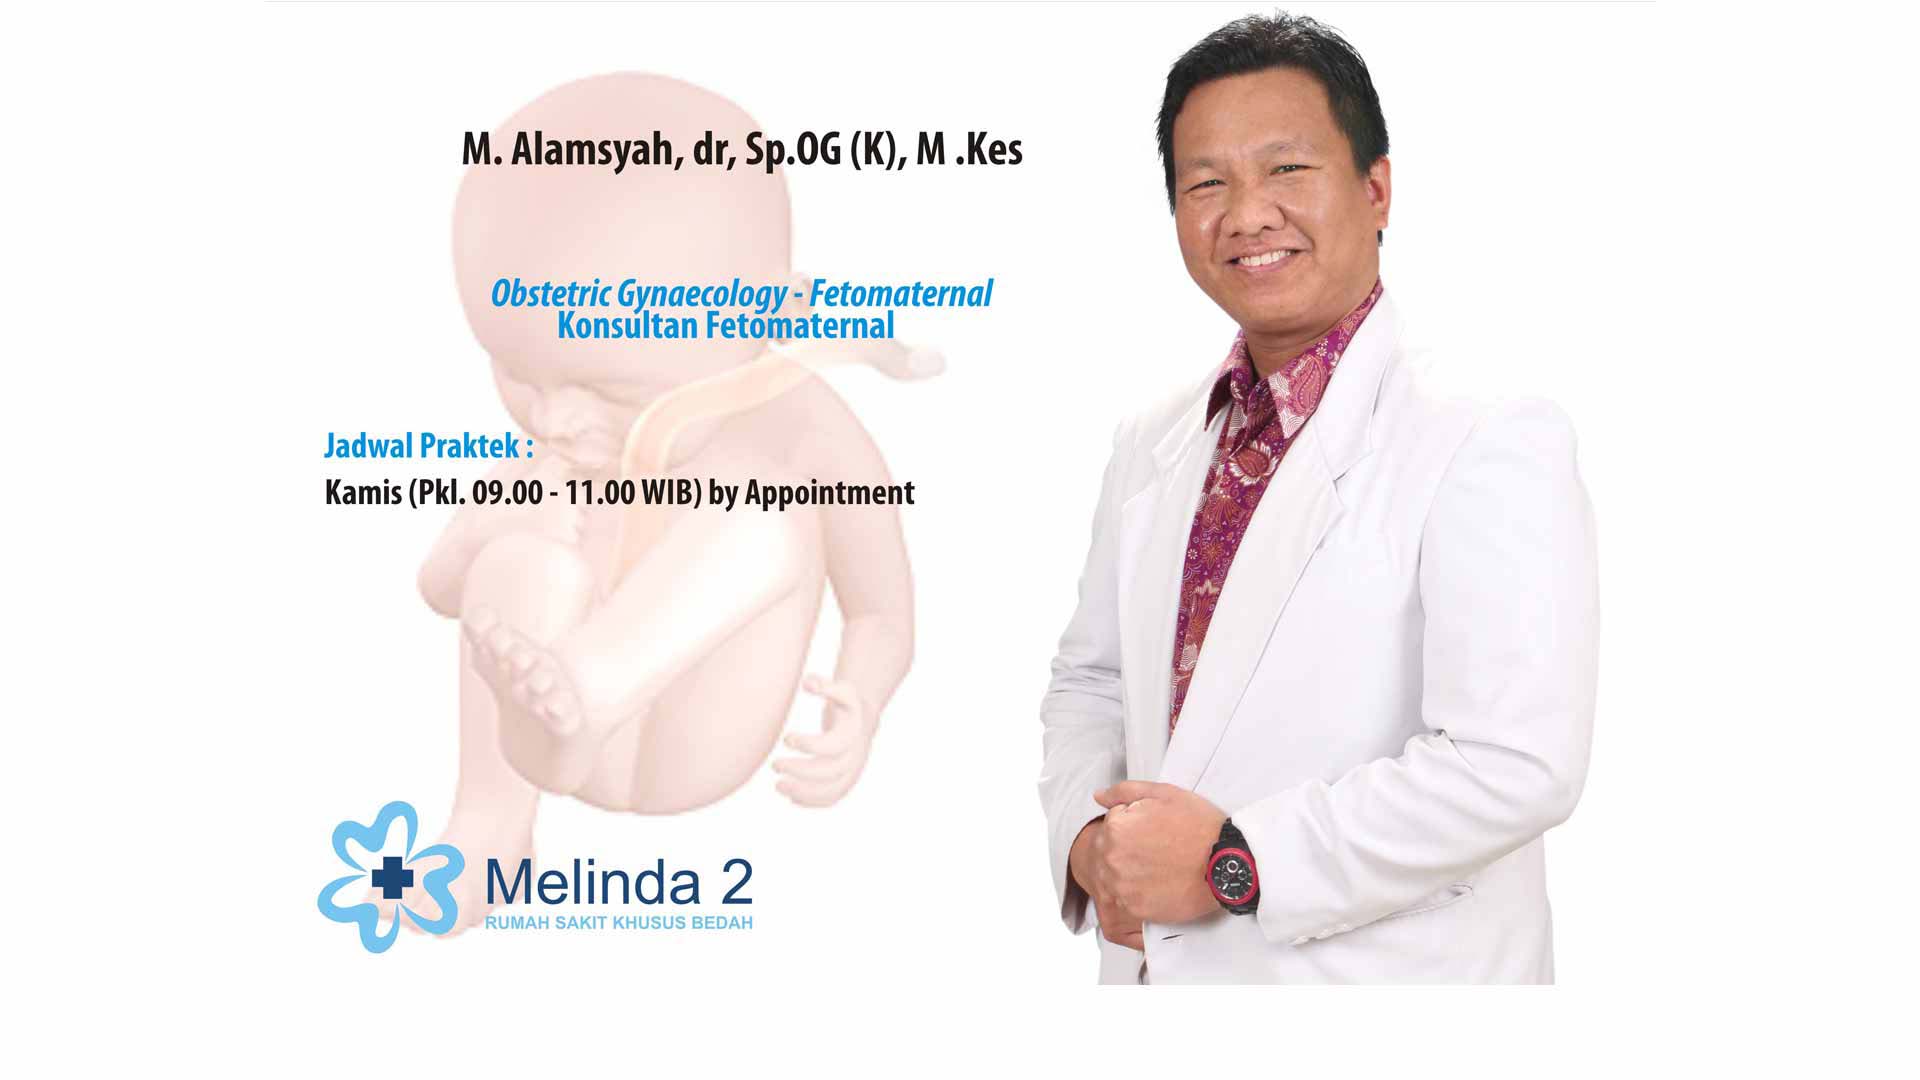 M. Alamsyah, dr, Sp.OG (K), M .Kes
Obstetric Gynaecology - Fetomaternal
Konsultan Fetomaternal
Jadwal Praktek :
Kamis (Pkl. 09.00 - 11.00 WIB) by Appointment
Melinda 2
RUMAH SAKIT KHUSUS BEDAH